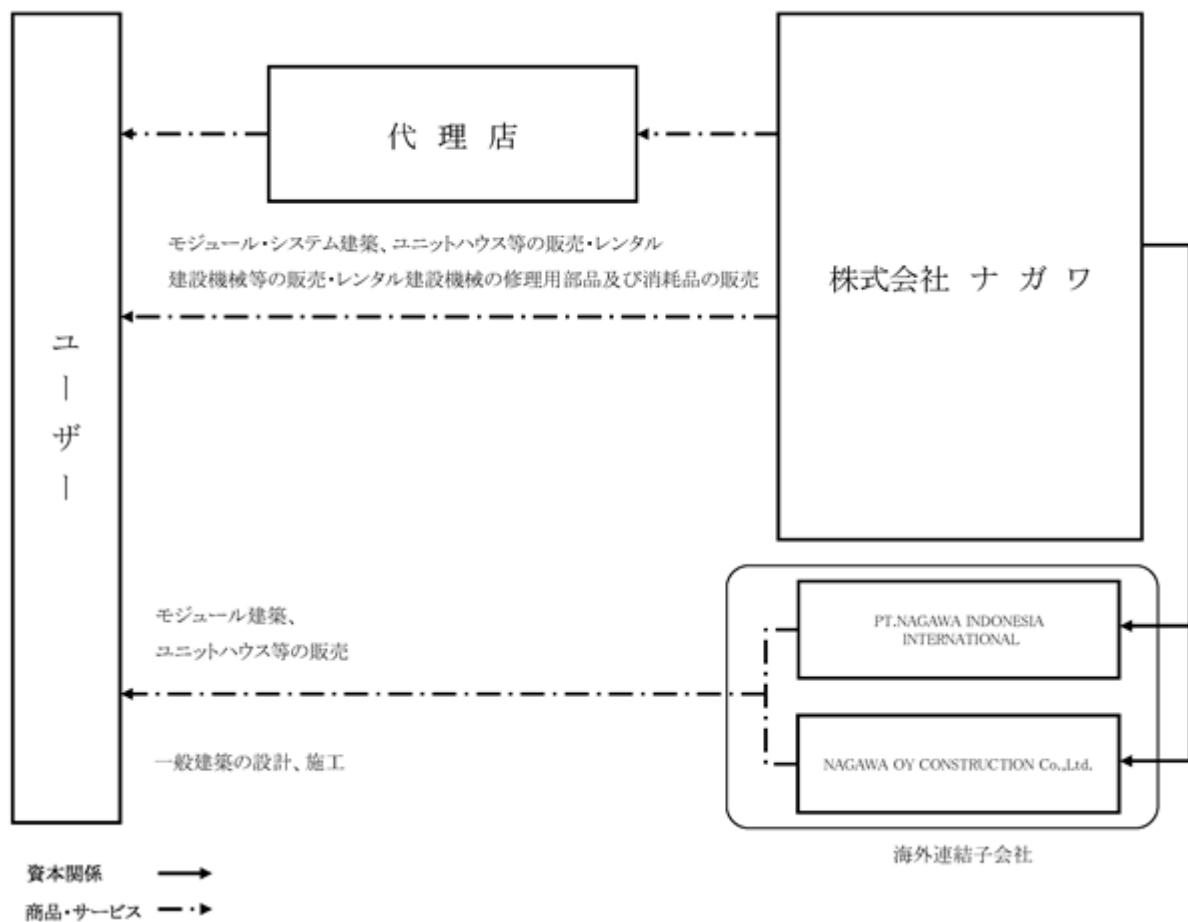 代理店
モジュール・システム建築、ユニットハウス等の販売・レンタル
建設機械等の販売・レンタル建設機械の修理用部品及び消耗品の販売
株式会社 ナガワ
ユーザー
モジュール建築、
ユニットハウス等の販売
一般建築の設計、施工
PT.NAGAWA INDONESIA
INTERNATIONAL
NAGAWA OY CONSTRUCTION Co.,Ltd.
海外連結子会社
資本関係
商品・サービス